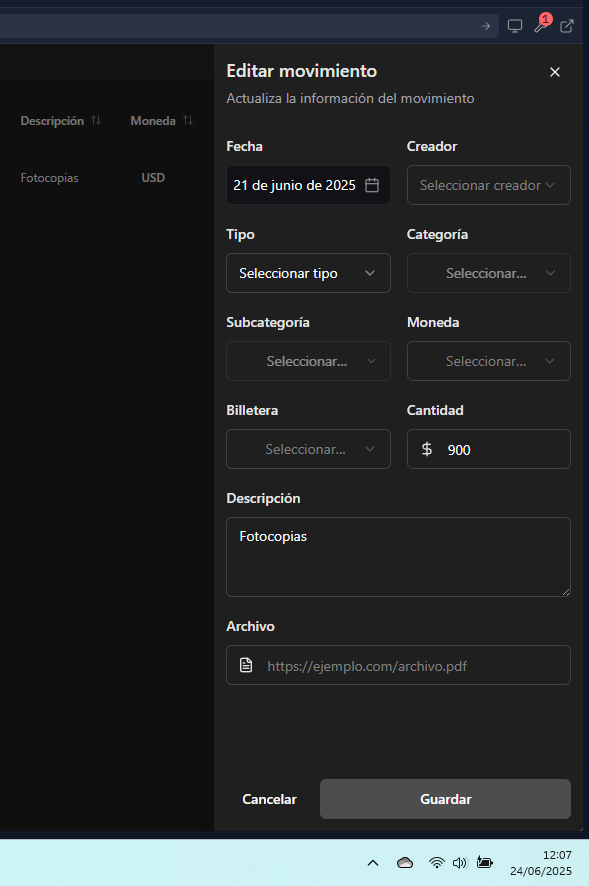 1
Editar movimiento
Actualiza la información del movimiento
Descripción Moneda
Fotocopias USD
Fecha Creador
21 de junio de 2025 Seleccionar creador
Tipo Categoría
Seleccionar tipo Seleccionar...
Subcategoría Moneda
Seleccionar... Seleccionar...
Billetera Cantidad
Seleccionar... $ 900
Descripción
Fotocopias
Archivo
https://ejemplo.com/archivo.pdf
Cancelar Guardar
12:07
24/06/2025